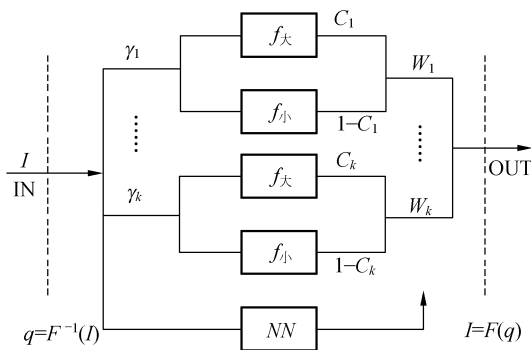 f大
C₁
γ₁
W₁
f小
1–C₁
I
IN
OUT
f大
Cₖ
γₖ
Wₖ
f小
1–Cₖ
NN
q=F⁻¹(I)
I=F(q)